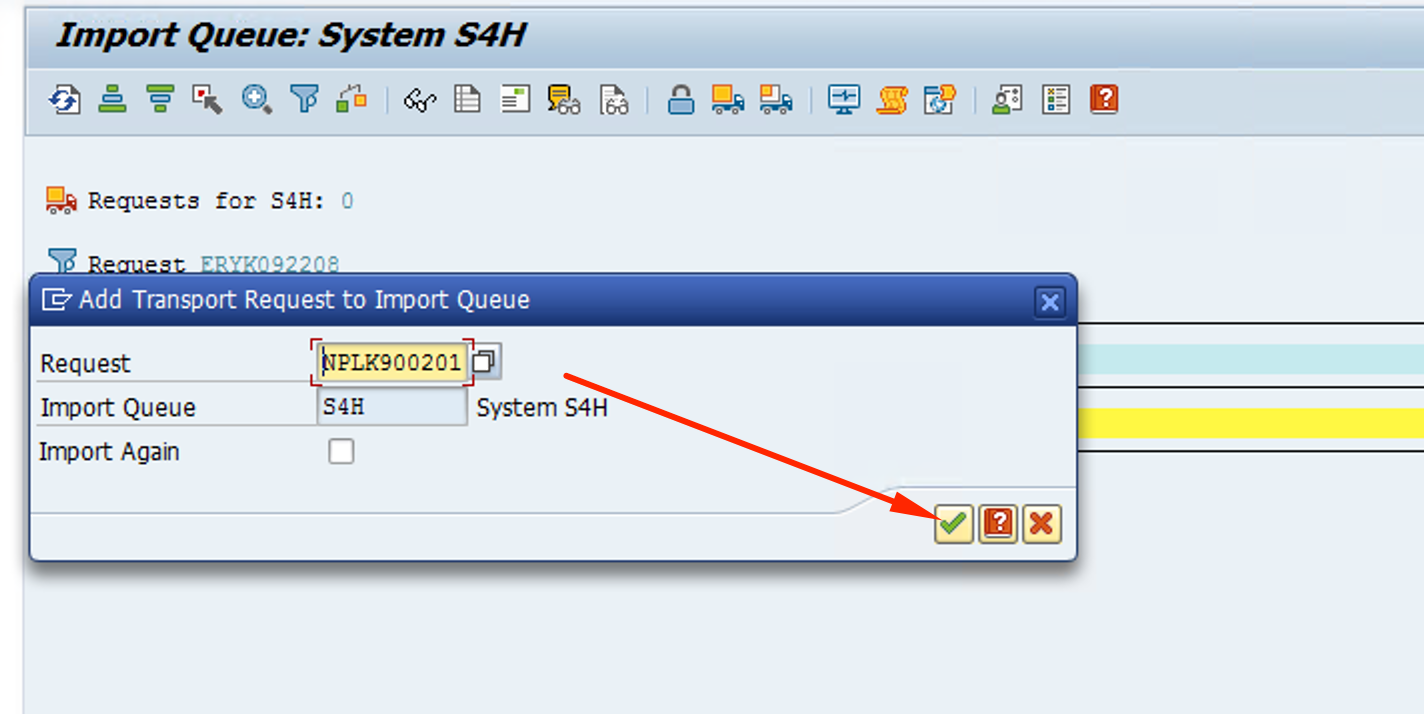 Import Queue: System S4H
Requests for S4H: 0
Request ERYK092208
Add Transport Request to Import Queue
Request NPLK900201
Import Queue S4H System S4H
Import Again